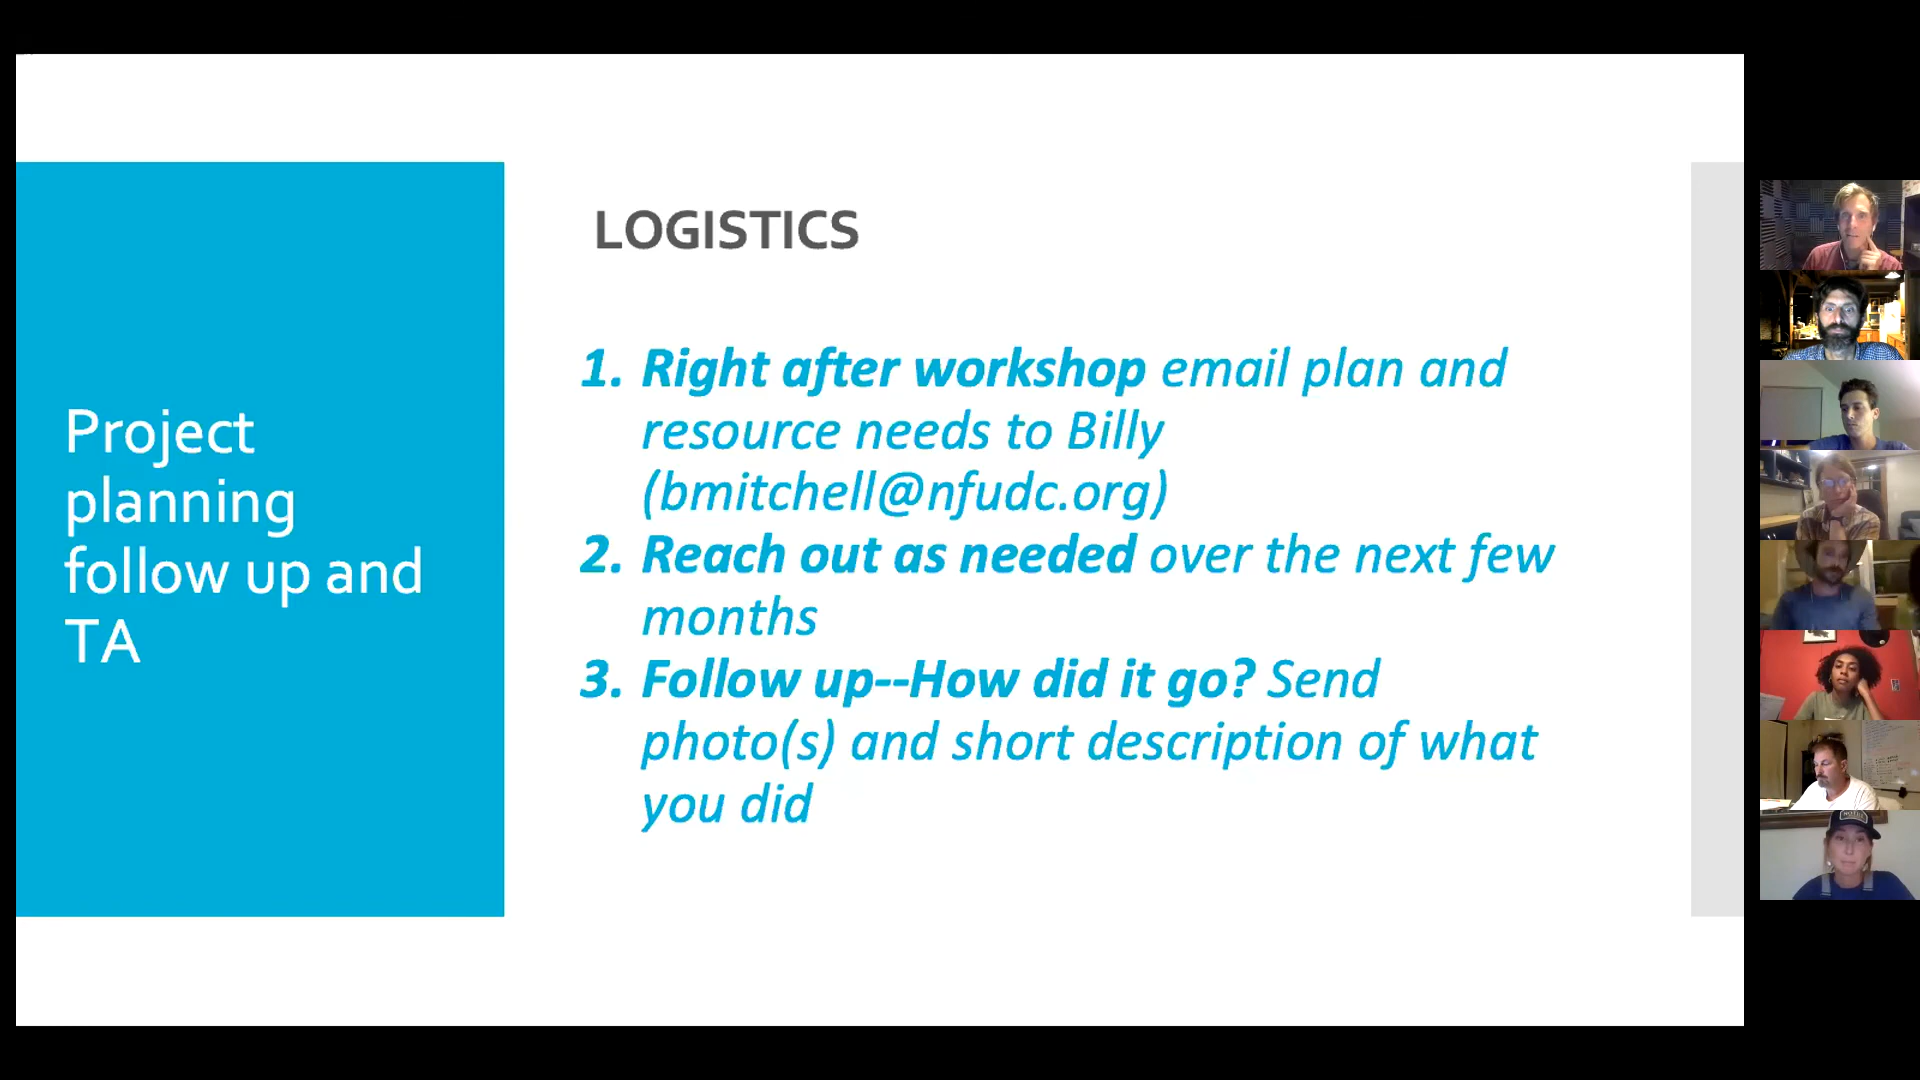 Project
planning
follow up and
TA
LOGISTICS
1. Right after workshop email plan and
resource needs to Billy
(bmitchell@nfudc.org)
2. Reach out as needed over the next few
months
3. Follow up--How did it go? Send
photo(s) and short description of what
you did